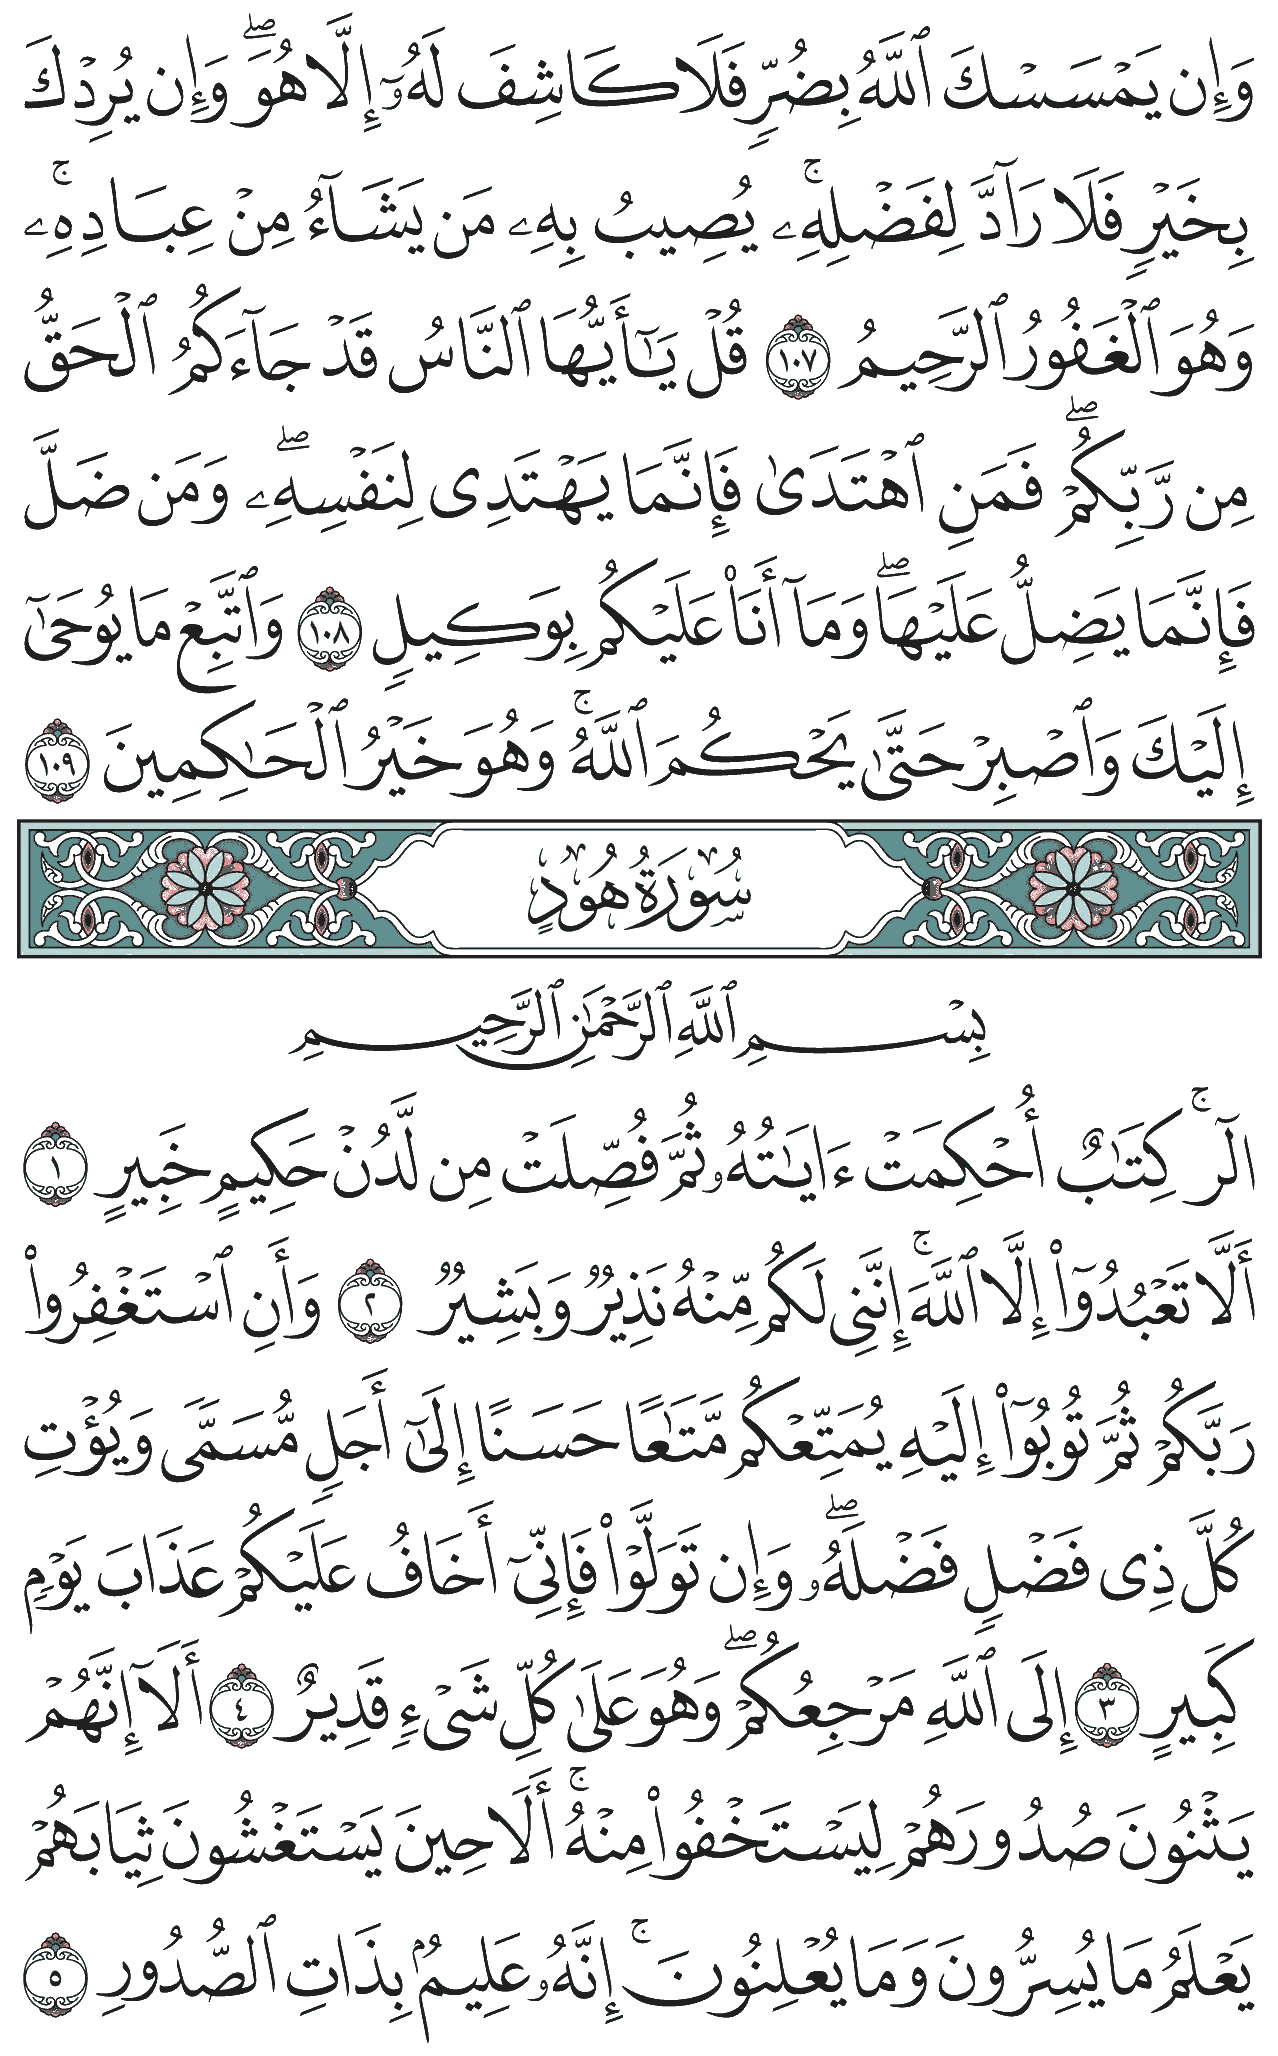 وَإِن يَمۡسَسۡكَ ٱللَّهُ بِضُرّٖ فَلَا كَاشِفَ لَهُۥٓ إِلَّا هُوَۖ وَإِن يُرِدۡكَ
بِخَيۡرٖ فَلَا رَآدَّ لِفَضۡلِهِۦۚ يُصِيبُ بِهِۦ مَن يَشَآءُ مِنۡ عِبَادِهِۦۚ
وَهُوَ ٱلۡغَفُورُ ٱلرَّحِيمُ ١٠٧ قُلۡ يَٰٓأَيُّهَا ٱلنَّاسُ قَدۡ جَآءَكُمُ ٱلۡحَقُّ
مِن رَّبِّكُمۡۖ فَمَنِ ٱهۡتَدَىٰ فَإِنَّمَا يَهۡتَدِي لِنَفۡسِهِۦۖ وَمَن ضَلَّ
فَإِنَّمَا يَضِلُّ عَلَيۡهَاۖ وَمَآ أَنَا۠ عَلَيۡكُم بِوَكِيلٖ ١٠٨ وَٱتَّبِعۡ مَا يُوحَىٰٓ
إِلَيۡكَ وَٱصۡبِرۡ حَتَّىٰ يَحۡكُمَ ٱللَّهُۚ وَهُوَ خَيۡرُ ٱلۡحَٰكِمِينَ ١٠٩
سُورَةُ هُودٍ
بِسۡمِ ٱللَّهِ ٱلرَّحۡمَٰنِ ٱلرَّحِيمِ
الٓرۚ كِتَٰبٌ أُحۡكِمَتۡ ءَايَٰتُهُۥ ثُمَّ فُصِّلَتۡ مِن لَّدُنۡ حَكِيمٍ خَبِيرٍ ١
أَلَّا تَعۡبُدُوٓاْ إِلَّا ٱللَّهَۚ إِنَّنِي لَكُم مِّنۡهُ نَذِيرٞ وَبَشِيرٞ ٢ وَأَنِ ٱسۡتَغۡفِرُواْ
رَبَّكُمۡ ثُمَّ تُوبُوٓاْ إِلَيۡهِ يُمَتِّعۡكُم مَّتَٰعًا حَسَنًا إِلَىٰٓ أَجَلٖ مُّسَمّٗى وَيُؤۡتِ
كُلَّ ذِي فَضۡلٖ فَضۡلَهُۥۖ وَإِن تَوَلَّوۡاْ فَإِنِّيٓ أَخَافُ عَلَيۡكُمۡ عَذَابَ يَوۡمٖ
كَبِيرٍ ٣ إِلَى ٱللَّهِ مَرۡجِعُكُمۡۖ وَهُوَ عَلَىٰ كُلِّ شَيۡءٖ قَدِيرٌ ٤ أَلَآ إِنَّهُمۡ
يَثۡنُونَ صُدُورَهُمۡ لِيَسۡتَخۡفُواْ مِنۡهُۚ أَلَا حِينَ يَسۡتَغۡشُونَ ثِيَابَهُمۡ
يَعۡلَمُ مَا يُسِرُّونَ وَمَا يُعۡلِنُونَۚ إِنَّهُۥ عَلِيمُۢ بِذَاتِ ٱلصُّدُورِ ٥